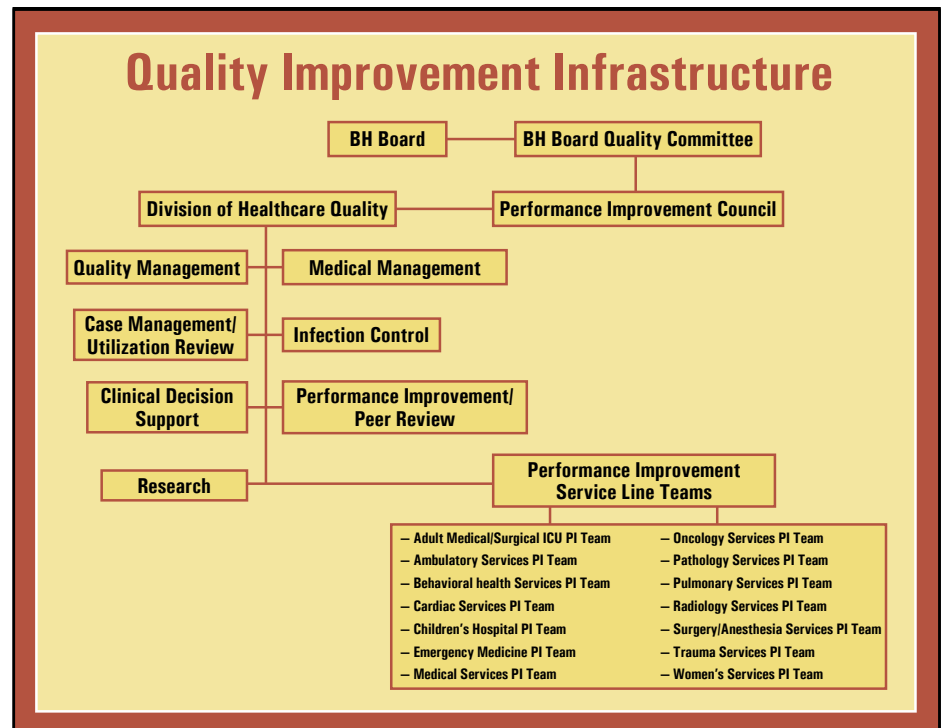 Quality Improvement Infrastructure
BH Board
BH Board Quality Committee
Division of Healthcare Quality
Performance Improvement Council
Quality Management
Medical Management
Case Management/
Utilization Review
Infection Control
Clinical Decision
Support
Performance Improvement/
Peer Review
Research
Performance Improvement
Service Line Teams
– Adult Medical/Surgical ICU PI Team
– Ambulatory Services PI Team
– Behavioral health Services PI Team
– Cardiac Services PI Team
– Children's Hospital PI Team
– Emergency Medicine PI Team
– Medical Services PI Team
– Oncology Services PI Team
– Pathology Services PI Team
– Pulmonary Services PI Team
– Radiology Services PI Team
– Surgery/Anesthesia Services PI Team
– Trauma Services PI Team
– Women's Services PI Team